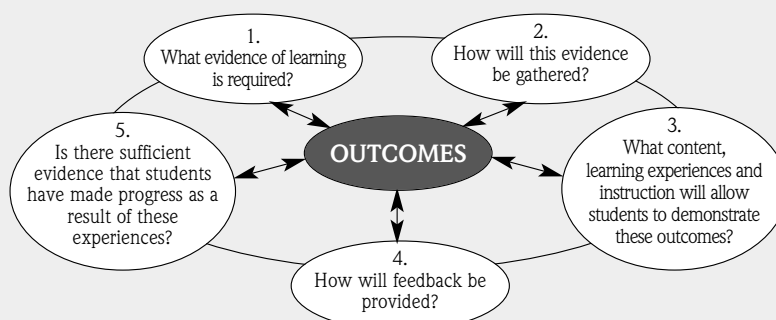 1.
What evidence of learning
is required?
2.
How will this evidence
be gathered?
3.
What content,
learning experiences and
instruction will allow
students to demonstrate
these outcomes?
4.
How will feedback be
provided?
5.
Is there sufficient
evidence that students
have made progress as a
result of these
experiences?
OUTCOMES